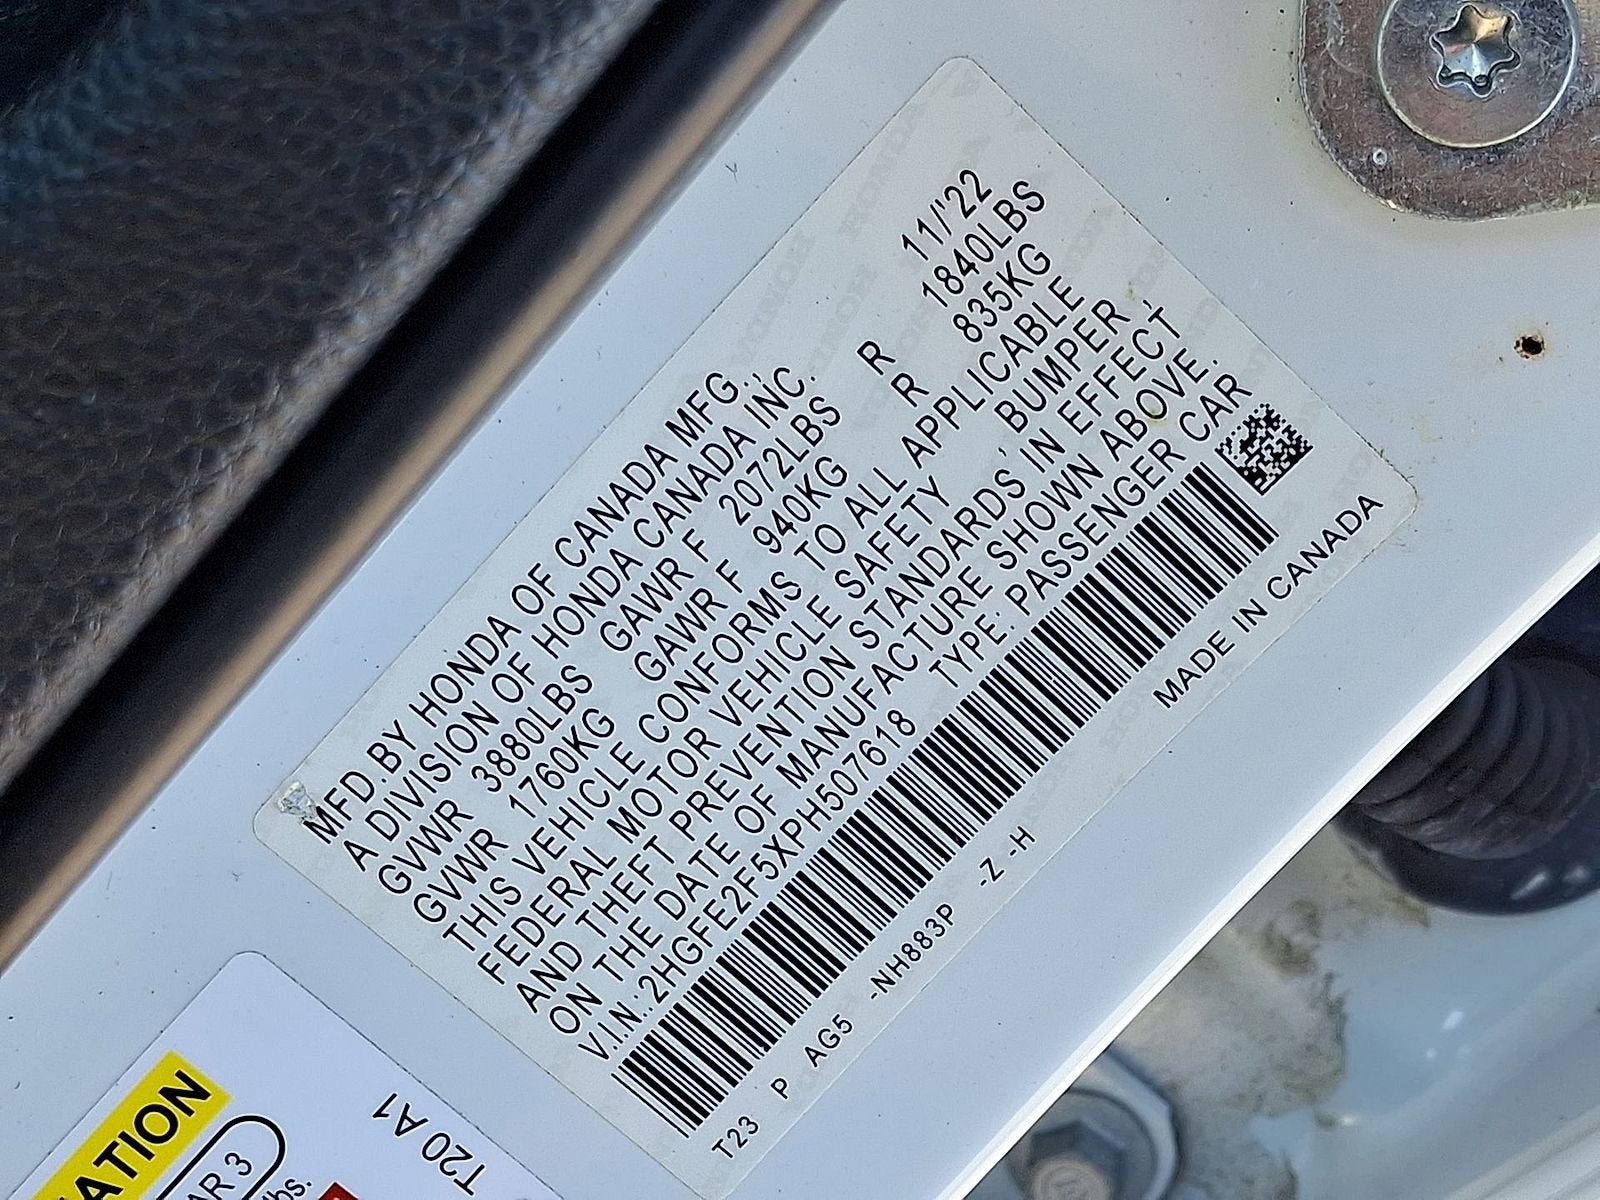 MFD.BY HONDA OF CANADA MFG., 11/'22
A DIVISION OF HONDA CANADA INC.
GVWR 3880LBS GAWR F 2072LBS R 1840LBS
GVWR 1760KG GAWR F 940KG R 835KG
THIS VEHICLE CONFORMS TO ALL APPLICABLE
FEDERAL MOTOR VEHICLE SAFETY, BUMPER,
AND THEFT PREVENTION STANDARDS IN EFFECT
ON THE DATE OF MANUFACTURE SHOWN ABOVE.
V.I.N.:2HGFE2F5XPH507618 TYPE: PASSENGER CAR
T23 P AG5 -NH883P -Z -H MADE IN CANADA
T20 A1
ATION
AR 3
lbs.